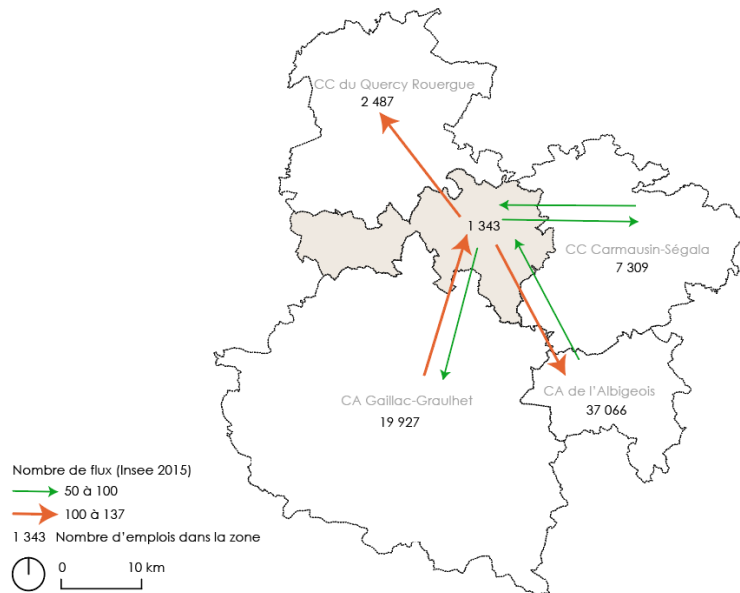 CC du Quercy Rouergue
2 487
1 343
CC Carmausin-Ségala
7 309
CA Gaillac-Graulhet
19 927
CA de l'Albigeois
37 066
Nombre de flux (Insee 2015)
50 à 100
100 à 137
1 343 Nombre d'emplois dans la zone
0 10 km